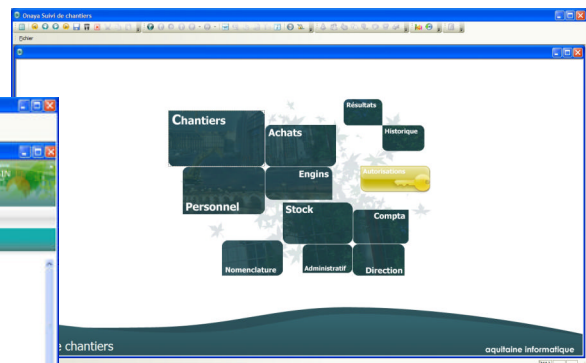 Onaya Suivi de chantiers
Fichier
Résultats
Chantiers
Achats
Historique
Engins
Autorisations
Personnel
Stock
Compta
Nomenclature
Administratif
Direction
e chantiers
aquitaine informatique